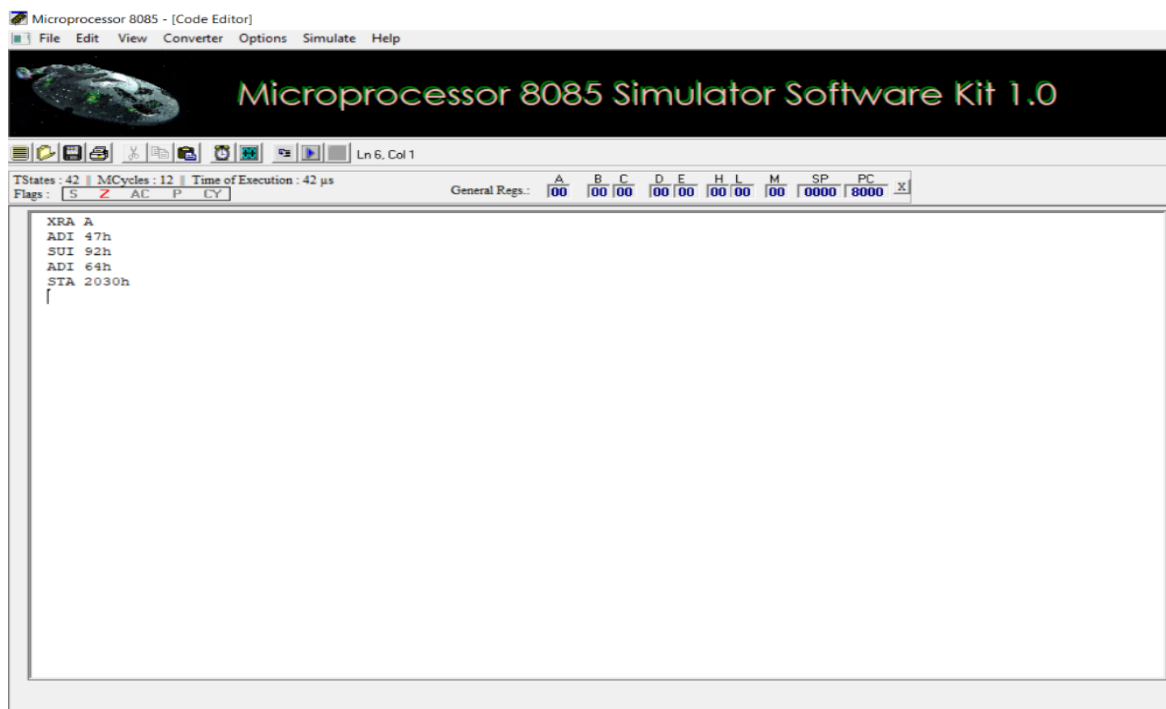 Microprocessor 8085 - [Code Editor]
File Edit View Converter Options Simulate Help
Microprocessor 8085 Simulator Software Kit 1.0
Ln 6, Col 1
TStates : 42 || MCycles : 12 || Time of Execution : 42 µs
Flags : S Z AC P CY
General Regs.:
A B C D E H L M SP PC
00 00 00 00 00 00 00 00 0000 8000 X
XRA A
ADI 47h
SUI 92h
ADI 64h
STA 2030h